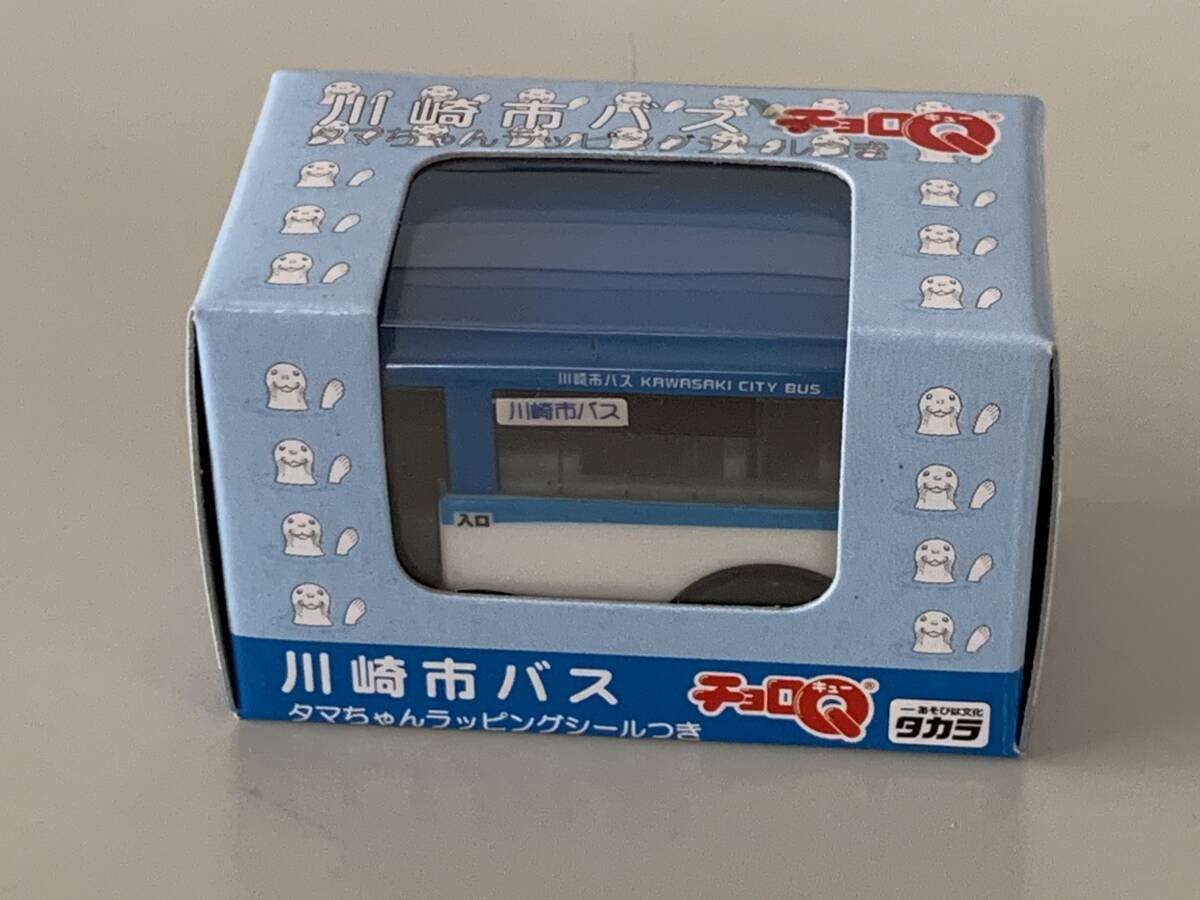 川崎市バス チョロQ キュー
タマちゃんラッピングシールつき
川崎市バス KAWASAKI CITY BUS
川崎市バス
入口
川崎市バス
タマちゃんラッピングシールつき
チョロQ キュー ®
あそびは文化
タカラ